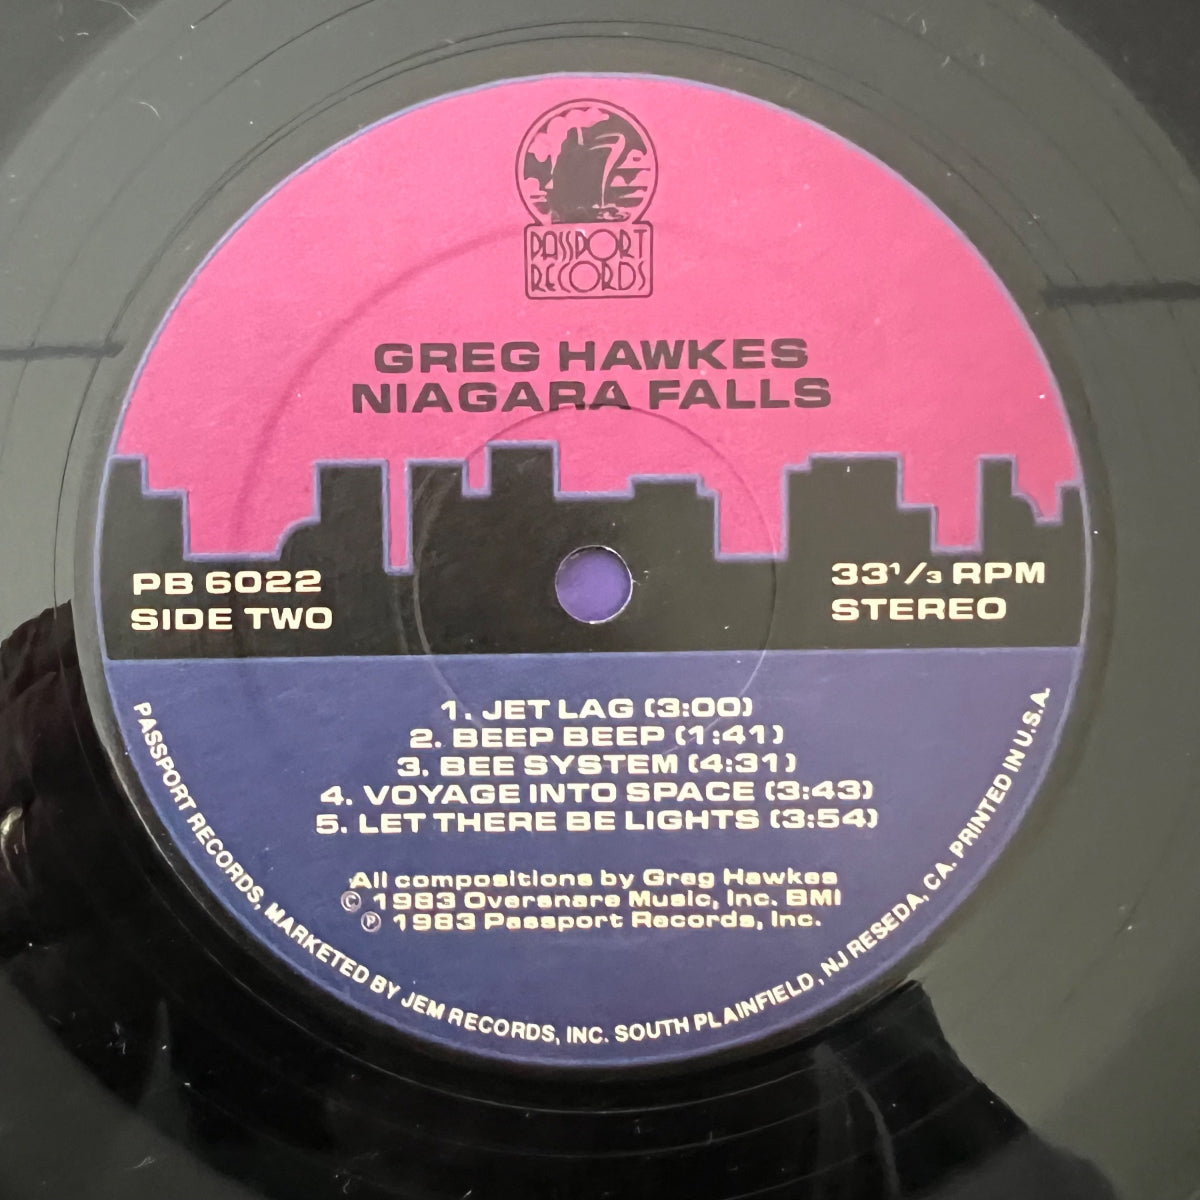 PASSPORT
RECORDS
GREG HAWKES
NIAGARA FALLS
PB 6022
SIDE TWO
33 1/3 RPM
STEREO
1. JET LAG (3:00)
2. BEEP BEEP (1:41)
3. BEE SYSTEM (4:31)
4. VOYAGE INTO SPACE (3:43)
5. LET THERE BE LIGHTS (3:54)
All compositions by Greg Hawkes
© 1983 Oversnare Music, Inc. BMI
℗ 1983 Passport Records, Inc.
PASSPORT RECORDS, MARKETED BY JEM RECORDS, INC. SOUTH PLAINFIELD, NJ RESEDA, CA. PRINTED IN U.S.A.